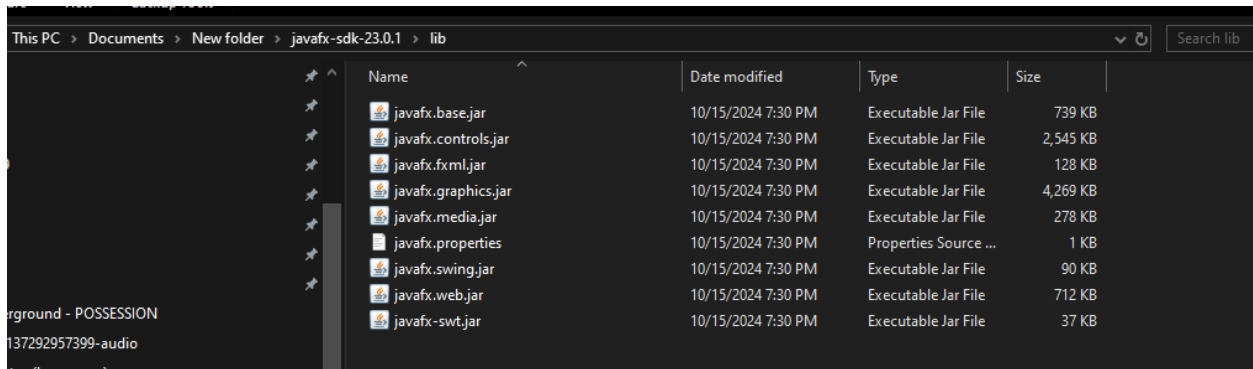 This PC > Documents > New folder > javafx-sdk-23.0.1 > lib
Search lib
Name Date modified Type Size
javafx.base.jar 10/15/2024 7:30 PM Executable Jar File 739 KB
javafx.controls.jar 10/15/2024 7:30 PM Executable Jar File 2,545 KB
javafx.fxml.jar 10/15/2024 7:30 PM Executable Jar File 128 KB
javafx.graphics.jar 10/15/2024 7:30 PM Executable Jar File 4,269 KB
javafx.media.jar 10/15/2024 7:30 PM Executable Jar File 278 KB
javafx.properties 10/15/2024 7:30 PM Properties Source ... 1 KB
javafx.swing.jar 10/15/2024 7:30 PM Executable Jar File 90 KB
javafx.web.jar 10/15/2024 7:30 PM Executable Jar File 712 KB
javafx-swt.jar 10/15/2024 7:30 PM Executable Jar File 37 KB
rground - POSSESSION
137292957399-audio